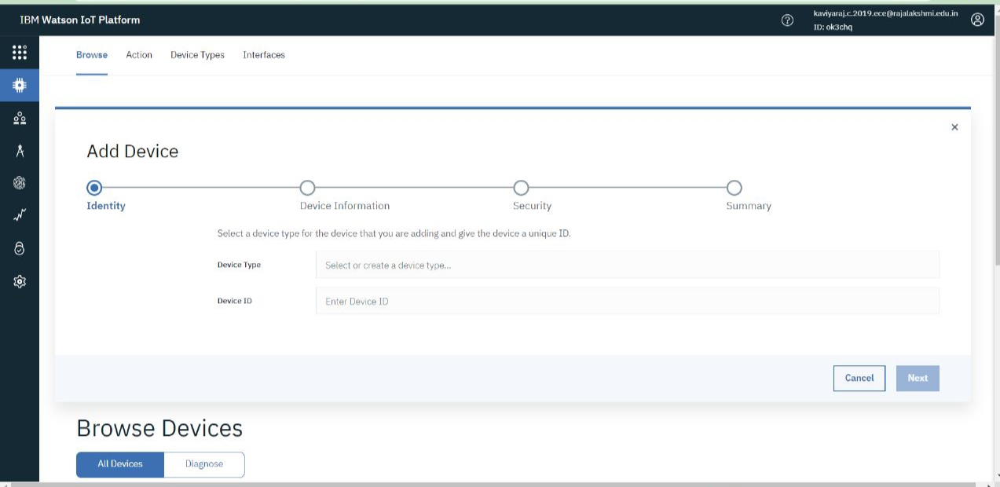 IBM Watson IoT Platform
kaviyaraj.c.2019.ece@rajalakshmi.edu.in
ID: ok3chq
Browse Action Device Types Interfaces
Add Device
Identity Device Information Security Summary
Select a device type for the device that you are adding and give the device a unique ID.
Device Type Select or create a device type...
Device ID Enter Device ID
Cancel Next
Browse Devices
All Devices Diagnose